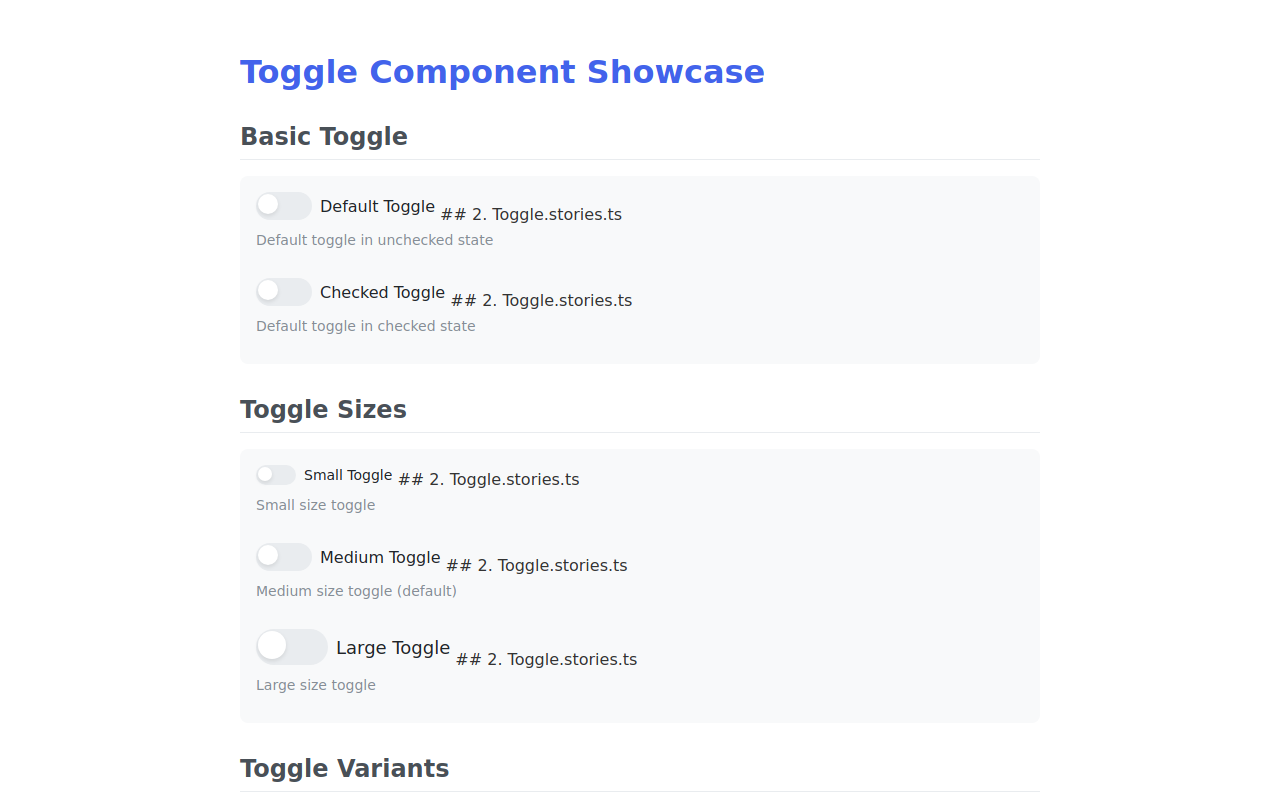 Toggle Component Showcase
Basic Toggle
Default Toggle ## 2. Toggle.stories.ts
Default toggle in unchecked state
Checked Toggle ## 2. Toggle.stories.ts
Default toggle in checked state
Toggle Sizes
Small Toggle ## 2. Toggle.stories.ts
Small size toggle
Medium Toggle ## 2. Toggle.stories.ts
Medium size toggle (default)
Large Toggle ## 2. Toggle.stories.ts
Large size toggle
Toggle Variants